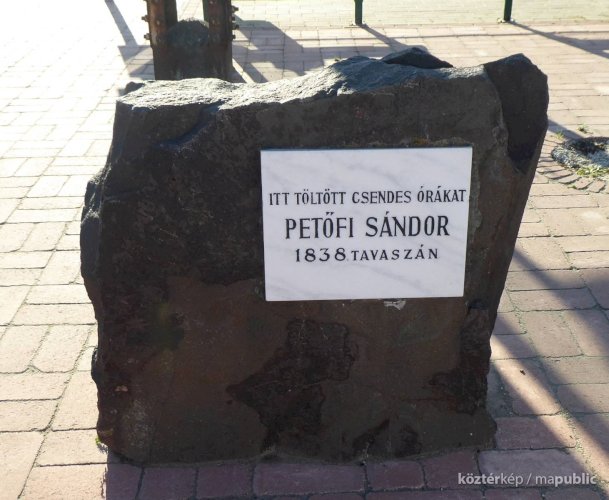 ITT TÖLTÖTT CSENDES ÓRÁKAT
PETŐFI SÁNDOR
1838 TAVASZÁN
köztérkép / mapublic